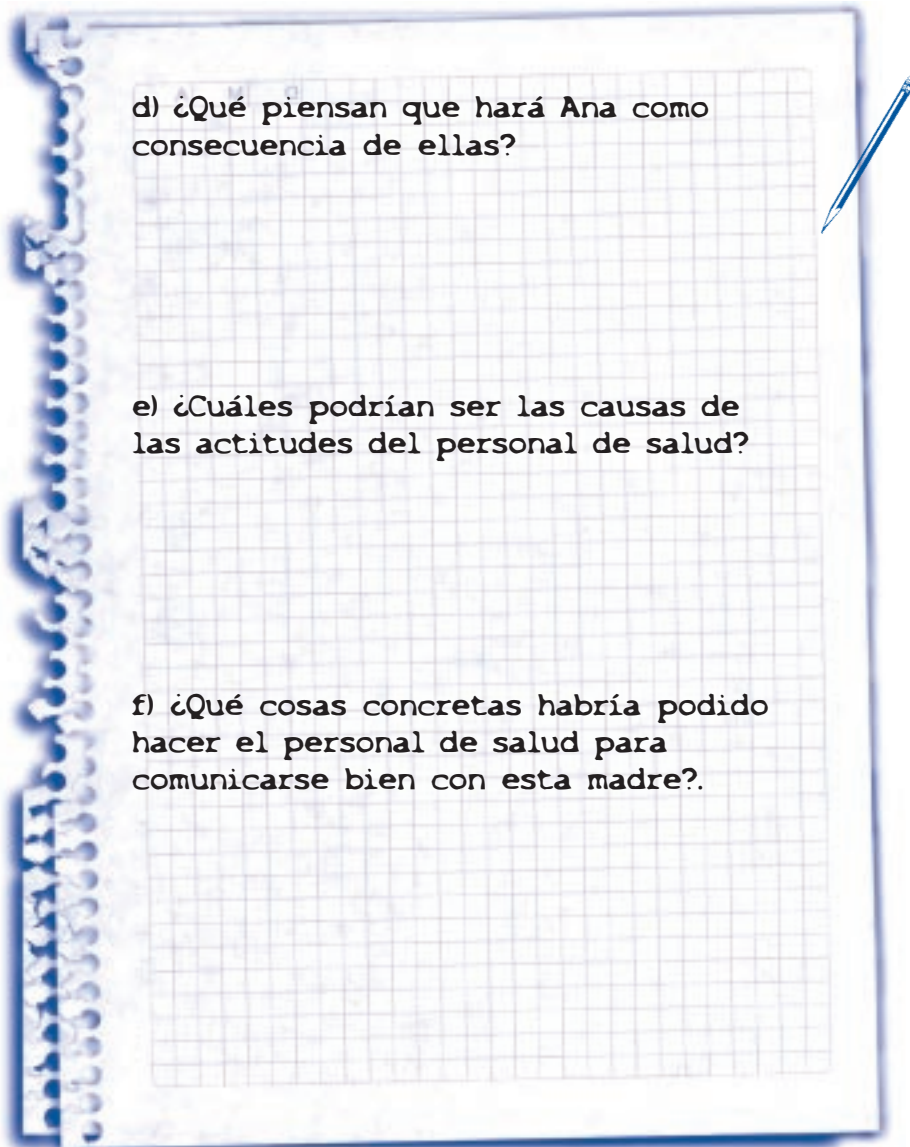 d) ¿Qué piensan que hará Ana como
consecuencia de ellas?
e) ¿Cuáles podrían ser las causas de
las actitudes del personal de salud?
f) ¿Qué cosas concretas habría podido
hacer el personal de salud para
comunicarse bien con esta madre?.